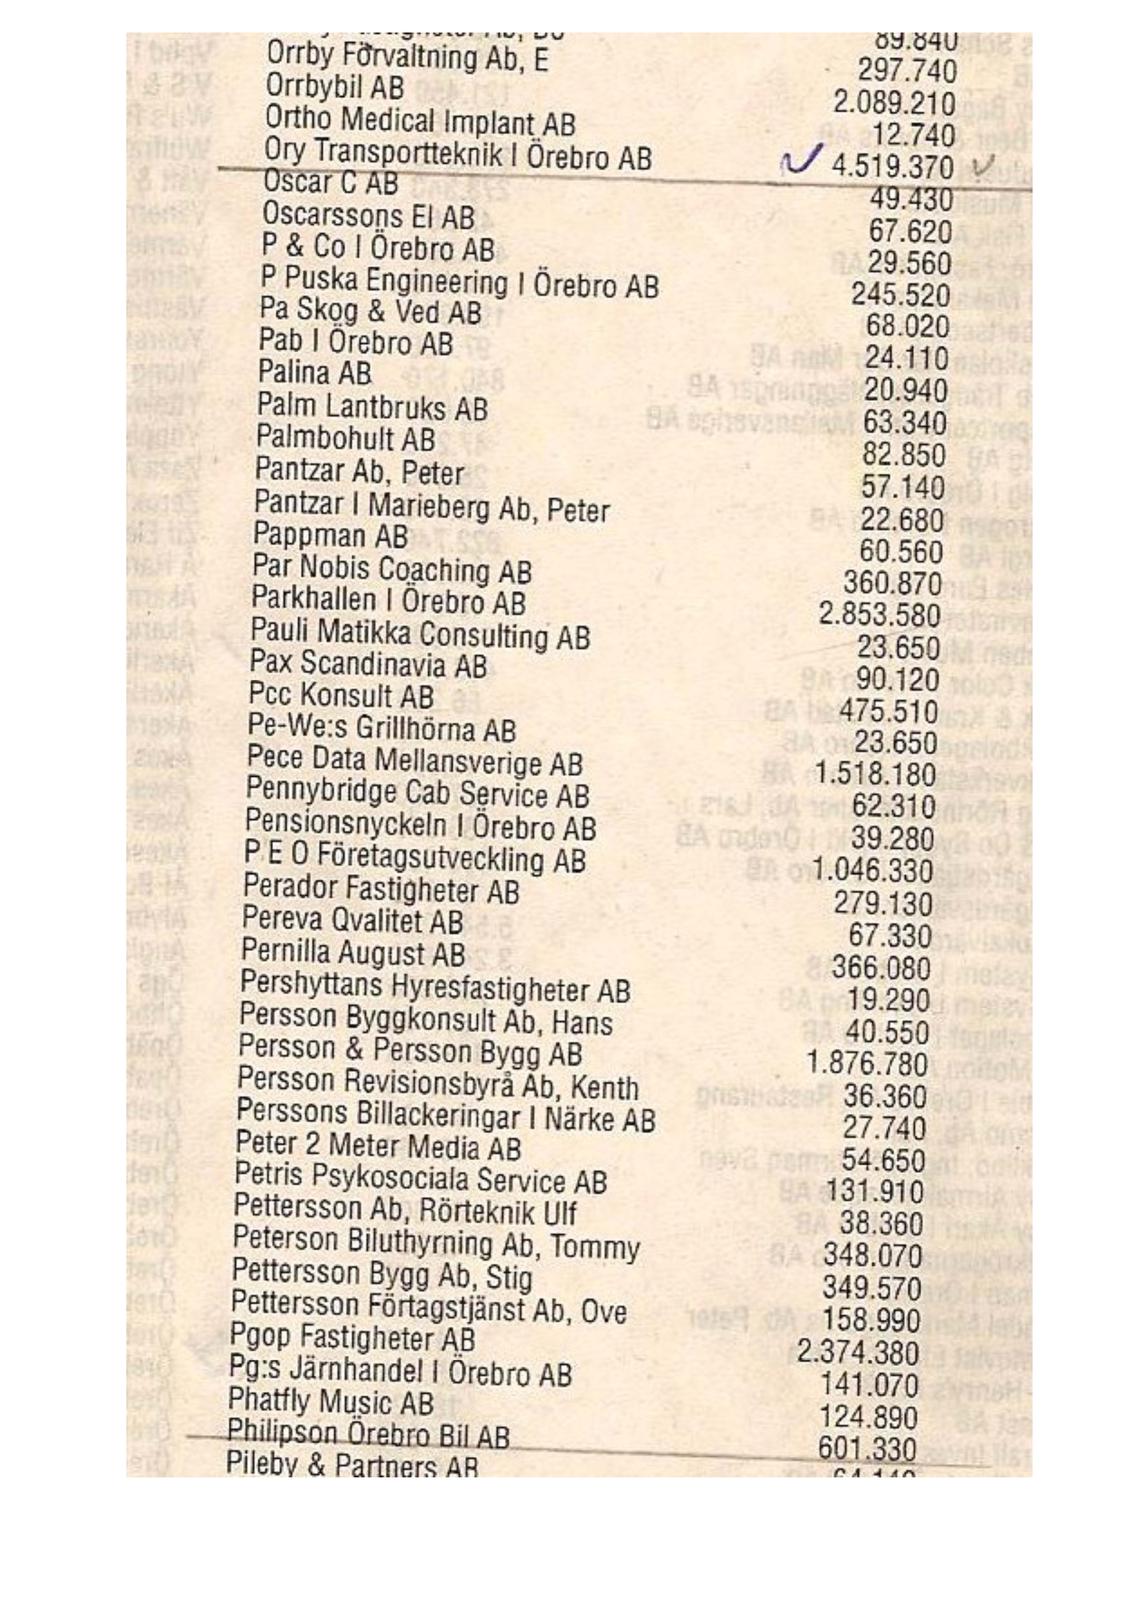 Ab, Bo 89.840
Orrby Förvaltning Ab, E 297.740
Orrbybil AB 2.089.210
Ortho Medical Implant AB 12.740
Ory Transportteknik I Örebro AB 4.519.370
Oscar C AB 49.430
Oscarssons El AB 67.620
P & Co I Örebro AB 29.560
P Puska Engineering I Örebro AB 245.520
Pa Skog & Ved AB 68.020
Pab I Örebro AB 24.110
Palina AB 20.940
Palm Lantbruks AB 63.340
Palmbohult AB 82.850
Pantzar Ab, Peter 57.140
Pantzar I Marieberg Ab, Peter 22.680
Pappman AB 60.560
Par Nobis Coaching AB 360.870
Parkhallen I Örebro AB 2.853.580
Pauli Matikka Consulting AB 23.650
Pax Scandinavia AB 90.120
Pcc Konsult AB 475.510
Pe-We:s Grillhörna AB 23.650
Pece Data Mellansverige AB 1.518.180
Pennybridge Cab Service AB 62.310
Pensionsnyckeln I Örebro AB 39.280
P E O Företagsutveckling AB 1.046.330
Perador Fastigheter AB 279.130
Pereva Qvalitet AB 67.330
Pernilla August AB 366.080
Pershyttans Hyresfastigheter AB 19.290
Persson Byggkonsult Ab, Hans 40.550
Persson & Persson Bygg AB 1.876.780
Persson Revisionsbyrå Ab, Kenth 36.360
Perssons Billackeringar I Närke AB 27.740
Peter 2 Meter Media AB 54.650
Petris Psykosociala Service AB 131.910
Pettersson Ab, Rörteknik Ulf 38.360
Peterson Biluthyrning Ab, Tommy 348.070
Pettersson Bygg Ab, Stig 349.570
Pettersson Förtagstjänst Ab, Ove 158.990
Pgop Fastigheter AB 2.374.380
Pg:s Järnhandel I Örebro AB 141.070
Phatfly Music AB 124.890
Philipson Örebro Bil AB 601.330
Pileby & Partners AB